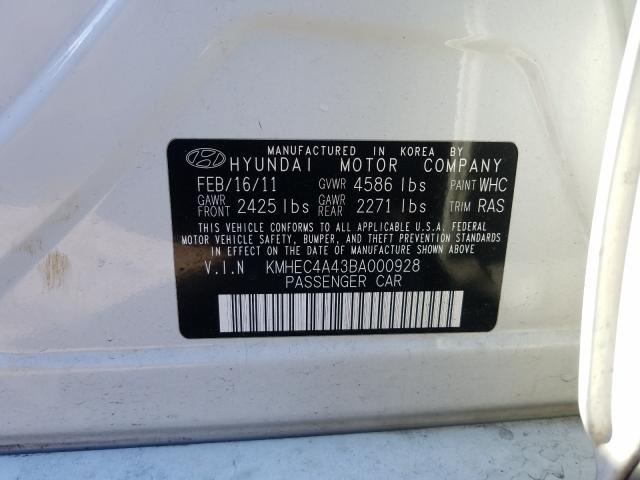 MANUFACTURED IN KOREA BY
HYUNDAI MOTOR COMPANY
FEB/16/11 GVWR 4586 lbs PAINT WHC
GAWR FRONT 2425 lbs GAWR REAR 2271 lbs TRIM RAS
THIS VEHICLE CONFORMS TO ALL APPLICABLE U.S.A. FEDERAL
MOTOR VEHICLE SAFETY, BUMPER, AND THEFT PREVENTION STANDARDS
IN EFFECT ON THE DATE OF MANUFACTURE SHOWN ABOVE
V.I.N KMHEC4A43BA000928
PASSENGER CAR